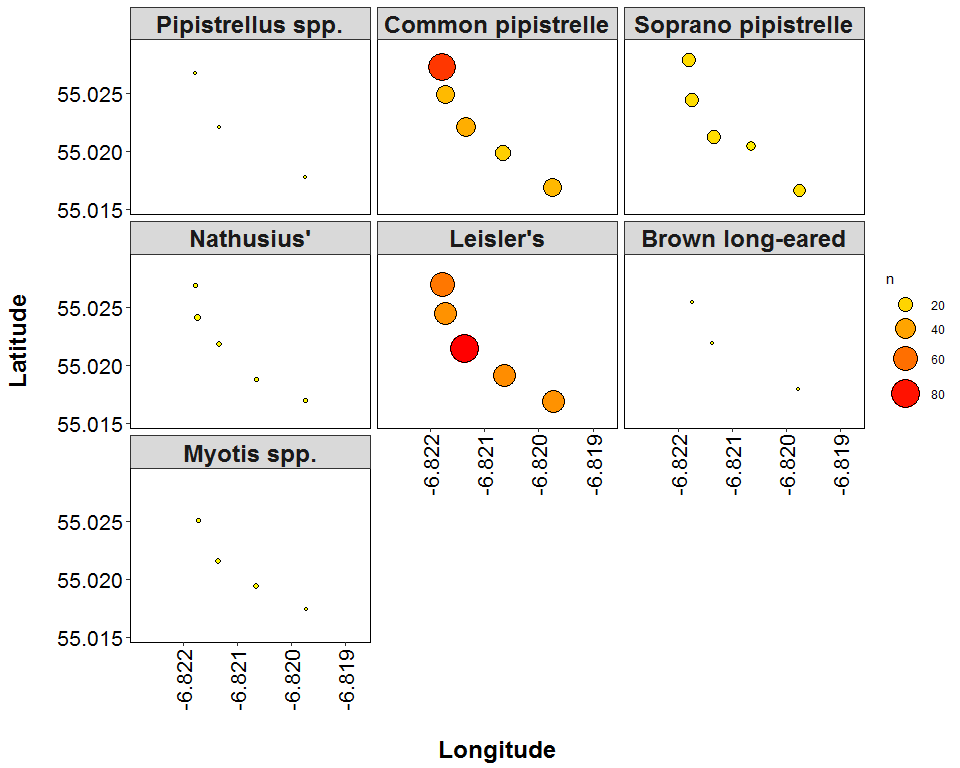 Pipistrellus spp. Common pipistrelle Soprano pipistrelle
55.025
55.020
55.015
Nathusius' Leisler's Brown long-eared
55.025
55.020
55.015
-6.822 -6.821 -6.820 -6.819 -6.822 -6.821 -6.820 -6.819
Myotis spp.
55.025
55.020
55.015
-6.822 -6.821 -6.820 -6.819
Latitude
Longitude
n
20
40
60
80